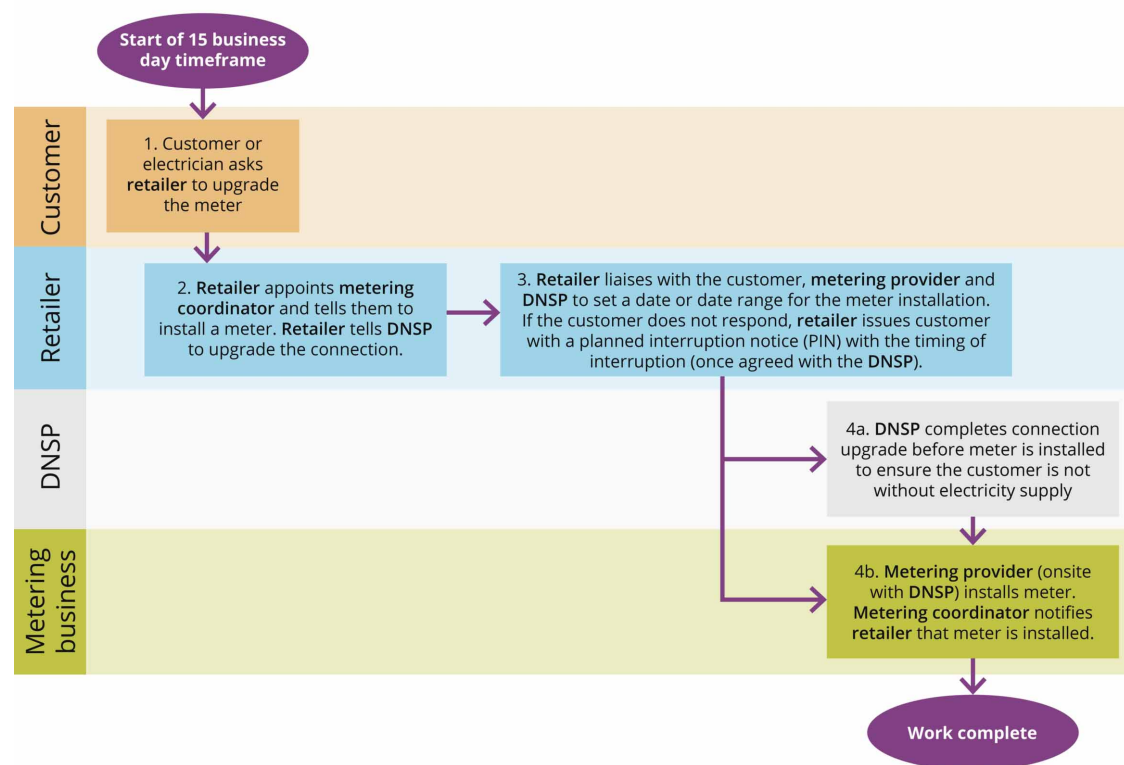 Start of 15 business
day timeframe
Customer
1. Customer or
electrician asks
retailer to upgrade
the meter
Retailer
2. Retailer appoints metering
coordinator and tells them to
install a meter. Retailer tells DNSP
to upgrade the connection.
3. Retailer liaises with the customer, metering provider and
DNSP to set a date or date range for the meter installation.
If the customer does not respond, retailer issues customer
with a planned interruption notice (PIN) with the timing of
interruption (once agreed with the DNSP).
DNSP
4a. DNSP completes connection
upgrade before meter is installed
to ensure the customer is not
without electricity supply
Metering
business
4b. Metering provider (onsite
with DNSP) installs meter.
Metering coordinator notifies
retailer that meter is installed.
Work complete